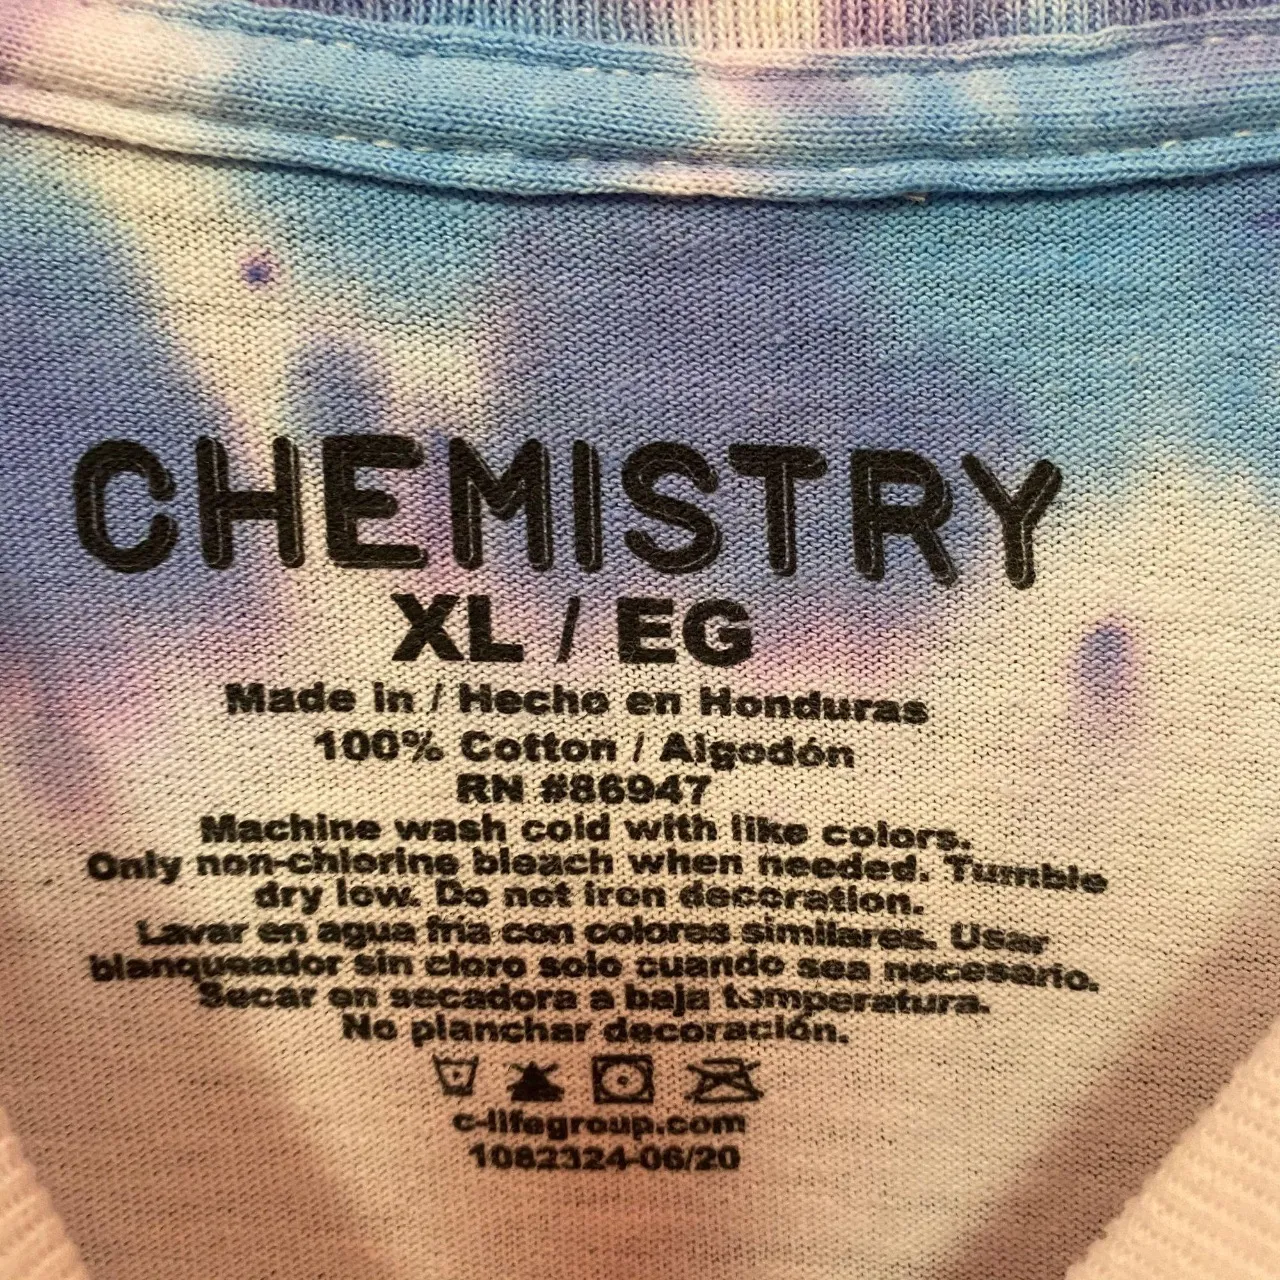 CHEMISTRY
XL / EG
Made in / Hecho en Honduras
100% Cotton / Algodón
RN #86947
Machine wash cold with like colors.
Only non-chlorine bleach when needed. Tumble
dry low. Do not iron decoration.
Lavar en agua fria con colores similares. Usar
blanqueador sin cloro solo cuando sea necesario.
Secar en secadora a baja temperatura.
No planchar decoración.
c-lifegroup.com
1082324-06/20